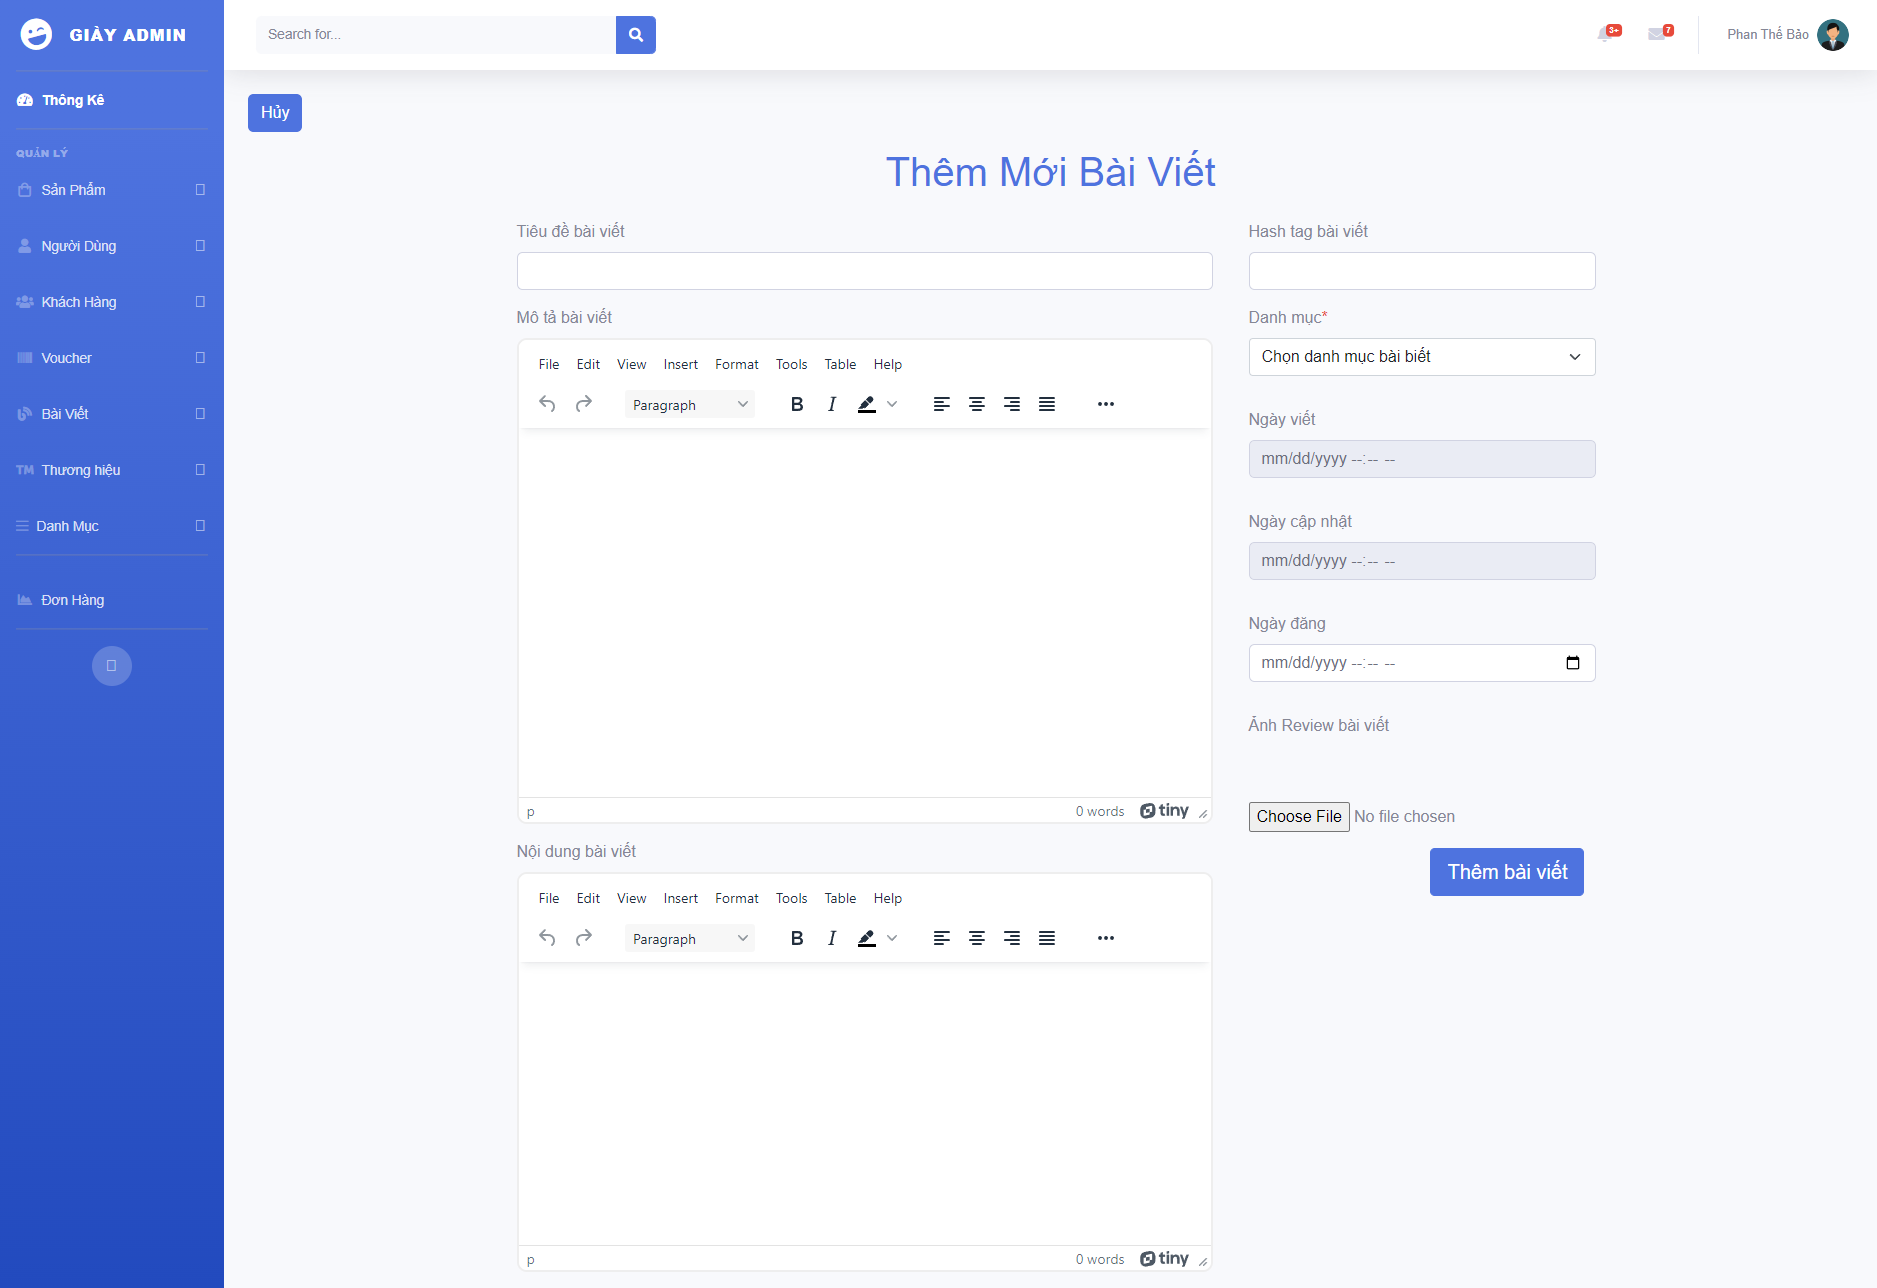 GIÀY ADMIN
Thông Kê
QUẢN LÝ
Sản Phẩm
Người Dùng
Khách Hàng
Voucher
Bài Viết
TM Thương hiệu
Danh Mục
Đơn Hàng
Search for...
3+
7
Phan Thế Bảo
Hủy
Thêm Mới Bài Viết
Tiêu đề bài viết
Mô tả bài viết
File Edit View Insert Format Tools Table Help
Paragraph B I
p 0 words tiny
Nội dung bài viết
File Edit View Insert Format Tools Table Help
Paragraph B I
p 0 words tiny
Hash tag bài viết
Danh mục*
Chọn danh mục bài biết
Ngày viết
mm/dd/yyyy --:-- --
Ngày cập nhật
mm/dd/yyyy --:-- --
Ngày đăng
mm/dd/yyyy --:-- --
Ảnh Review bài viết
Choose File No file chosen
Thêm bài viết